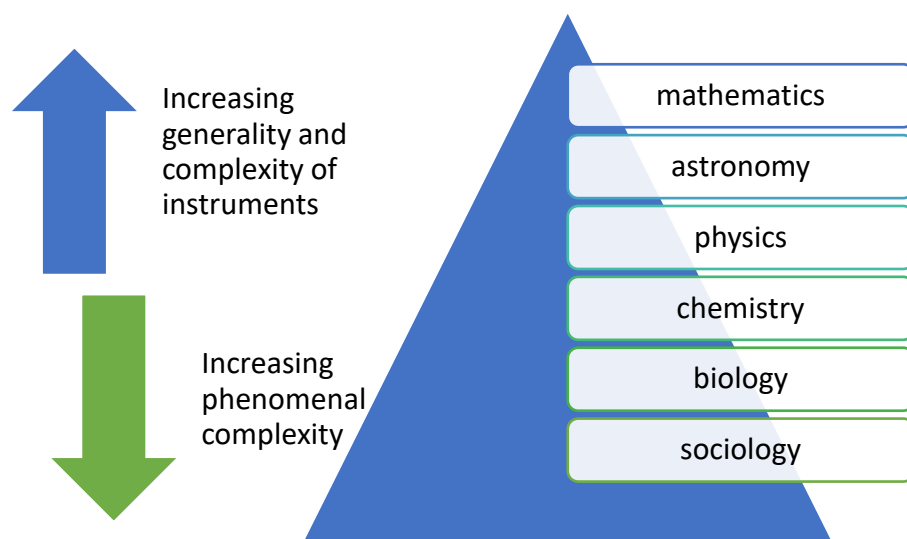 Increasing
generality and
complexity of
instruments
Increasing
phenomenal
complexity
mathematics
astronomy
physics
chemistry
biology
sociology